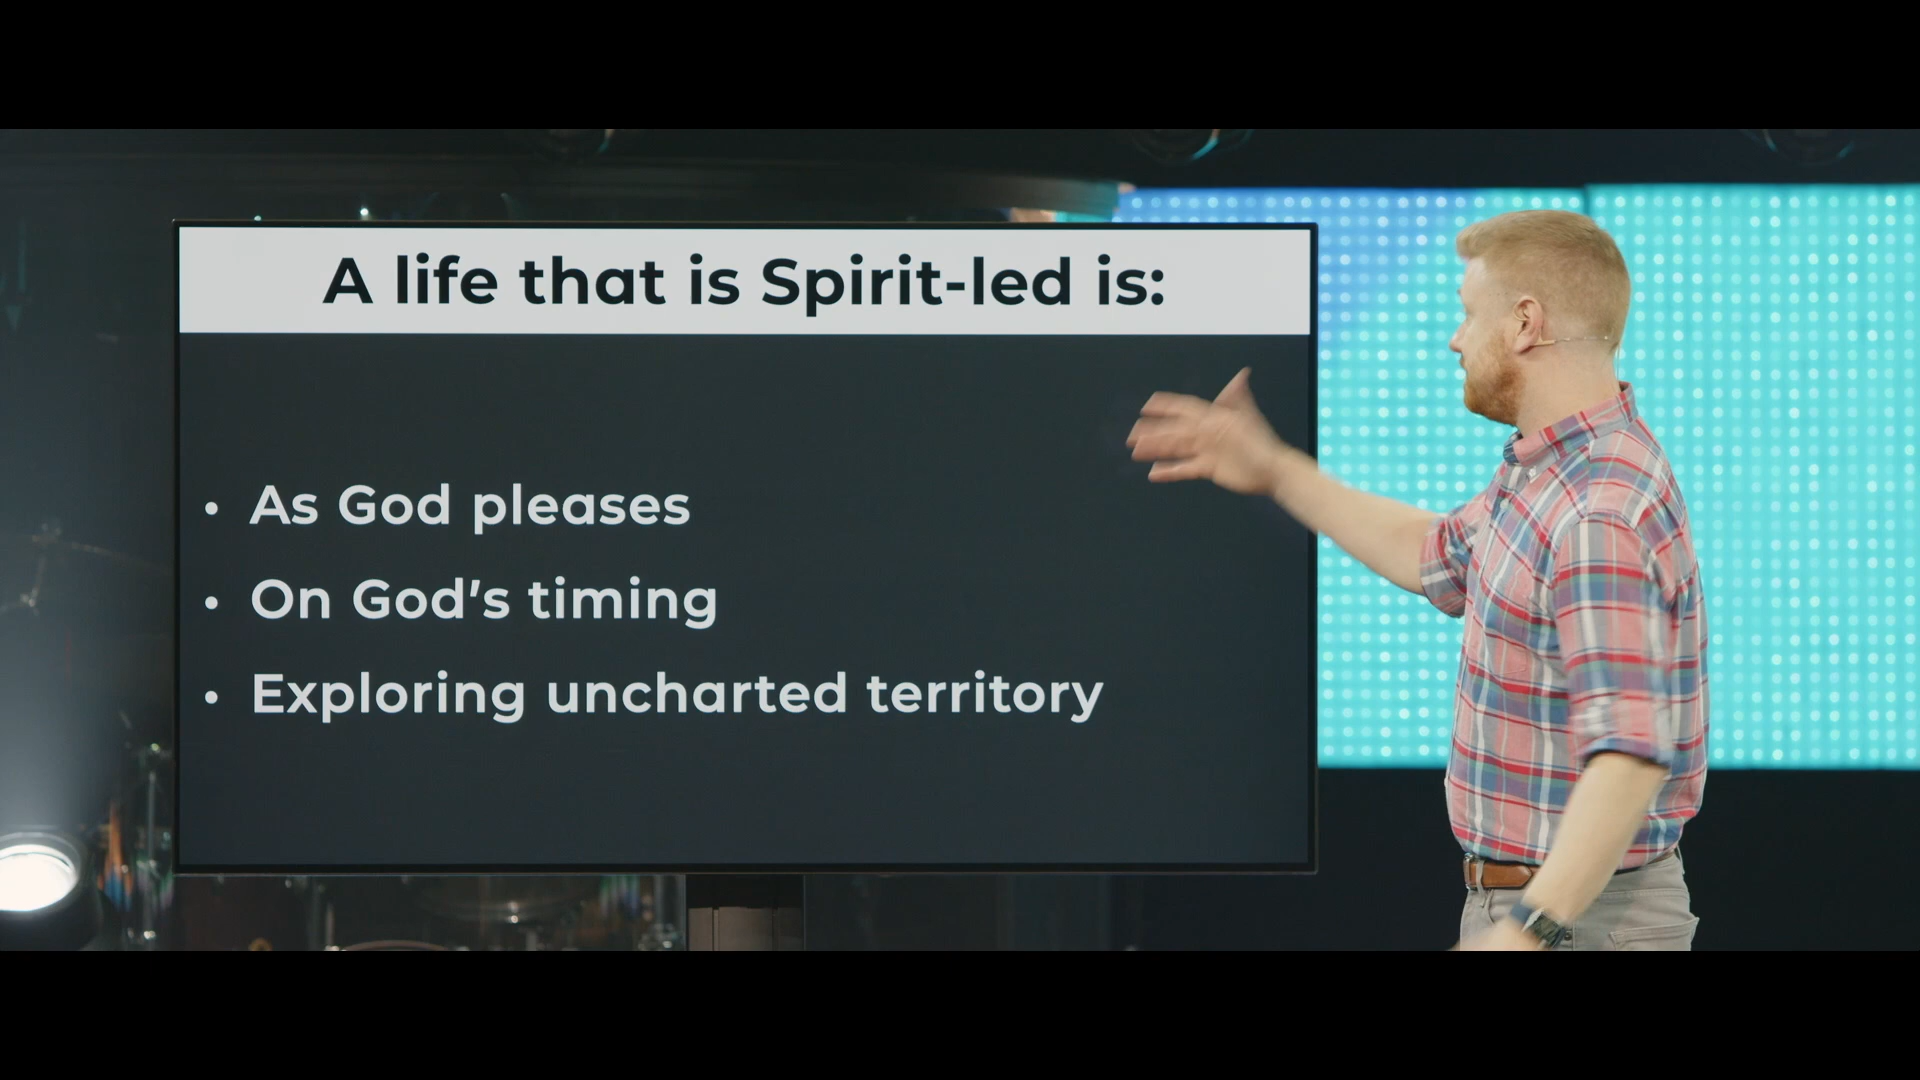 A life that is Spirit-led is:
• As God pleases
• On God's timing
• Exploring uncharted territory